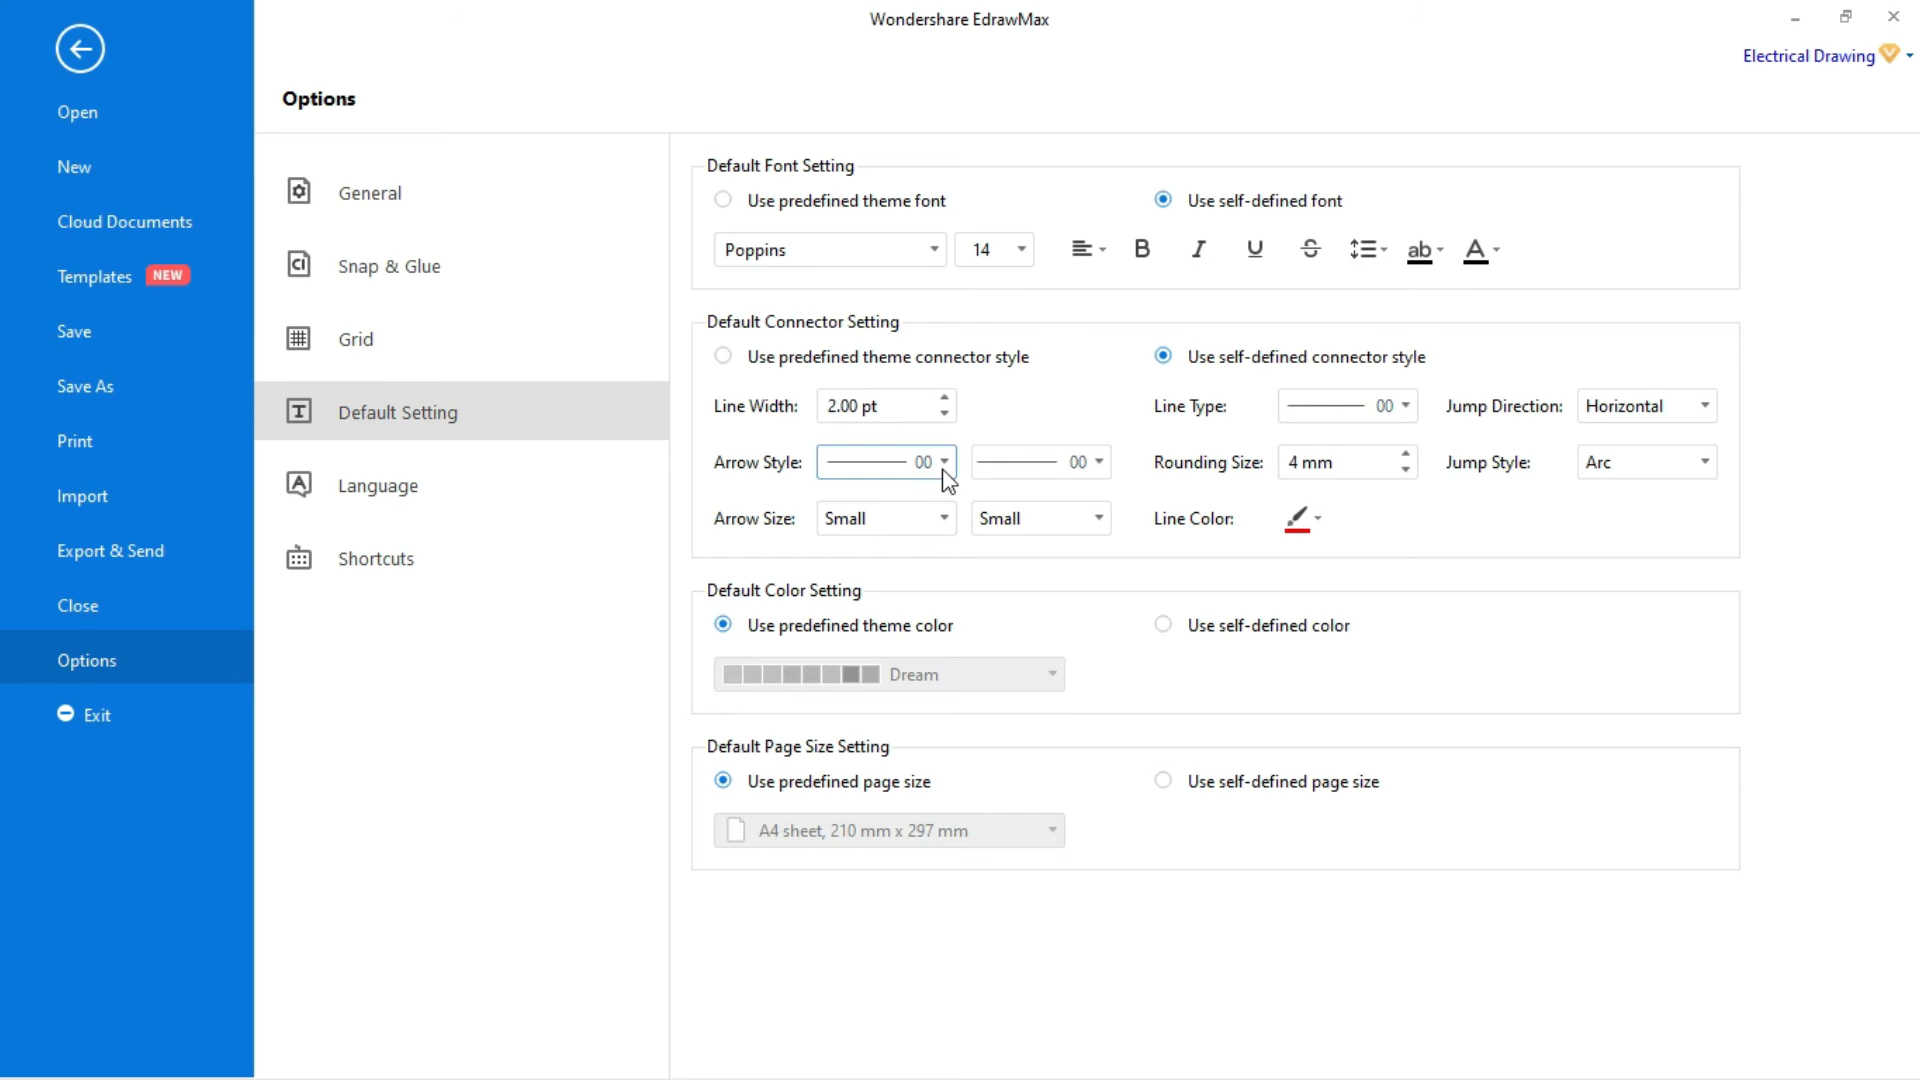 Wondershare EdrawMax
Electrical Drawing
Open
New
Cloud Documents
Templates NEW
Save
Save As
Print
Import
Export & Send
Close
Options
Exit
Options
General
Snap & Glue
Grid
Default Setting
Language
Shortcuts
Default Font Setting
Use predefined theme font Use self-defined font
Poppins 14 B I U S ab A
Default Connector Setting
Use predefined theme connector style Use self-defined connector style
Line Width: 2.00 pt Line Type: 00 Jump Direction: Horizontal
Arrow Style: 00 00 Rounding Size: 4 mm Jump Style: Arc
Arrow Size: Small Small Line Color:
Default Color Setting
Use predefined theme color Use self-defined color
Dream
Default Page Size Setting
Use predefined page size Use self-defined page size
A4 sheet, 210 mm x 297 mm